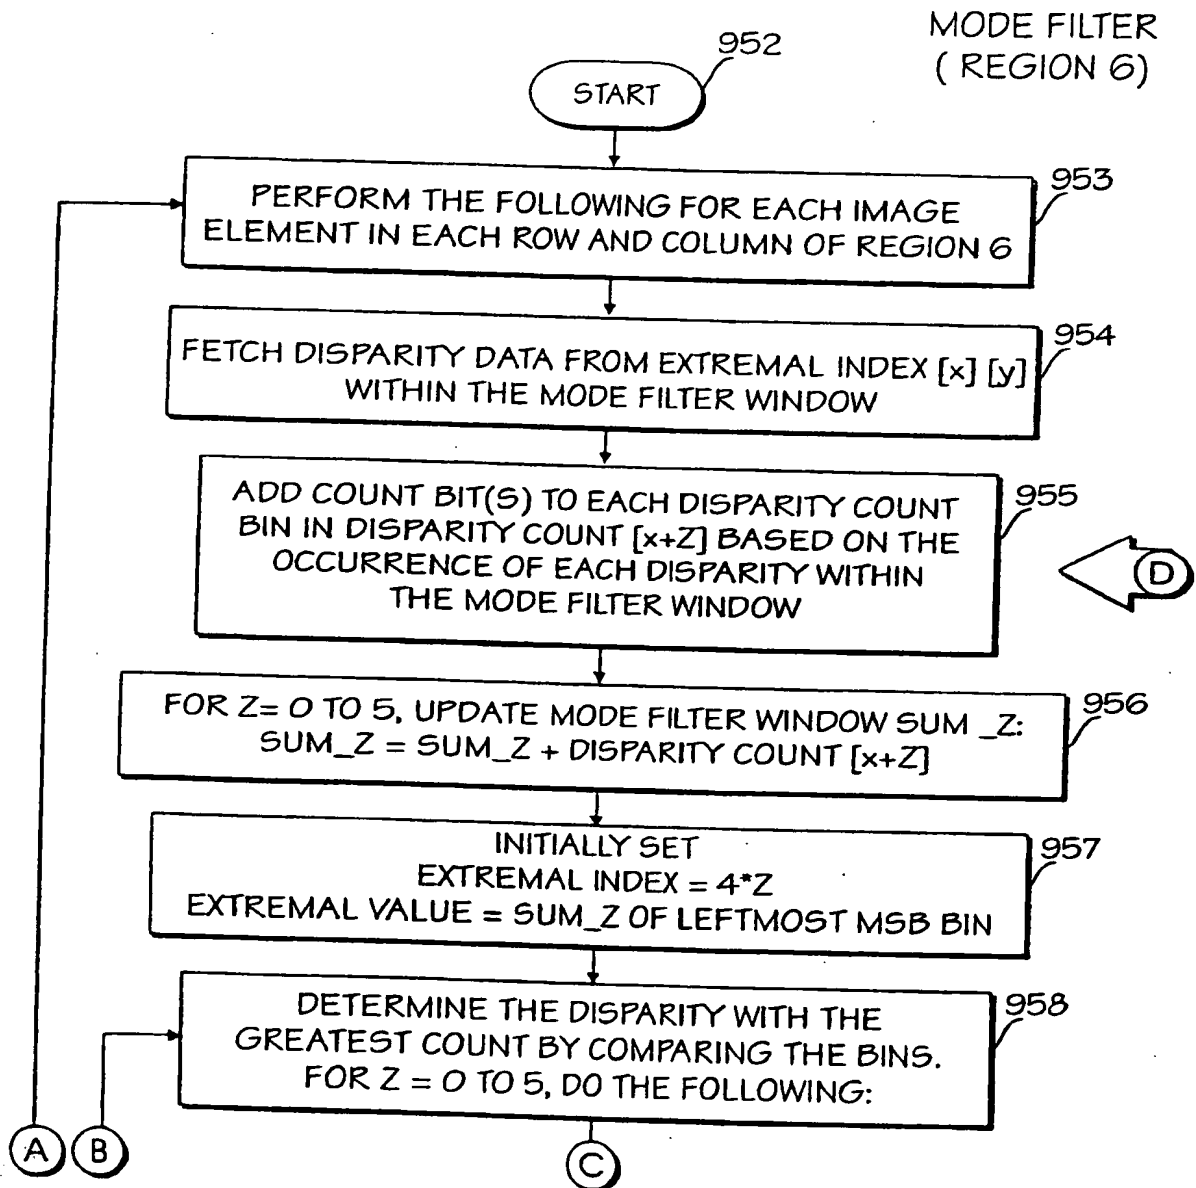 MODE FILTER
( REGION 6)
952
START
953
PERFORM THE FOLLOWING FOR EACH IMAGE
ELEMENT IN EACH ROW AND COLUMN OF REGION 6
954
FETCH DISPARITY DATA FROM EXTREMAL INDEX [x] [y]
WITHIN THE MODE FILTER WINDOW
955
ADD COUNT BIT(S) TO EACH DISPARITY COUNT
BIN IN DISPARITY COUNT [x+Z] BASED ON THE
OCCURRENCE OF EACH DISPARITY WITHIN
THE MODE FILTER WINDOW
D
956
FOR Z= 0 TO 5, UPDATE MODE FILTER WINDOW SUM _Z:
SUM_Z = SUM_Z + DISPARITY COUNT [x+Z]
957
INITIALLY SET
EXTREMAL INDEX = 4*Z
EXTREMAL VALUE = SUM_Z OF LEFTMOST MSB BIN
958
DETERMINE THE DISPARITY WITH THE
GREATEST COUNT BY COMPARING THE BINS.
FOR Z = 0 TO 5, DO THE FOLLOWING:
A B C